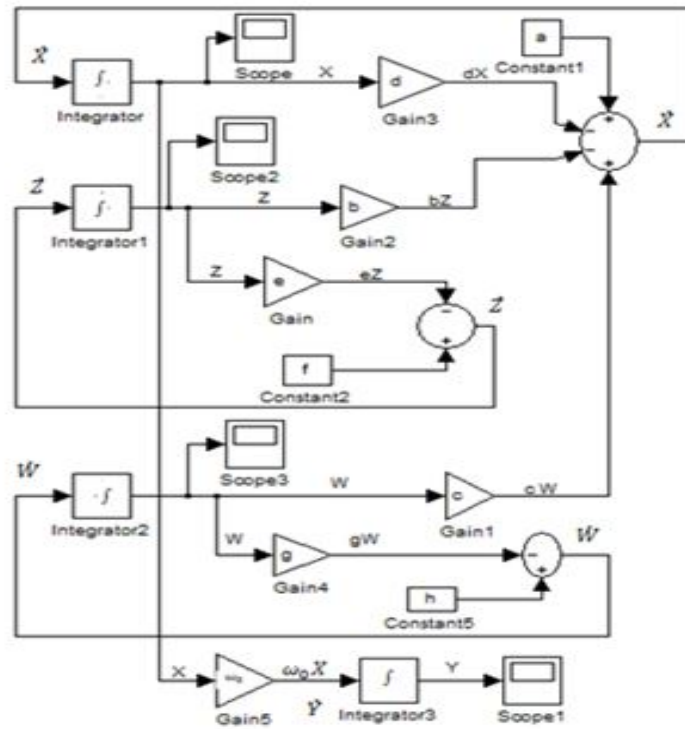 a
Constant1
Ẋ
∫
Integrator
Scope
X
d
Gain3
dX
+
−
−
+
Ẋ
Scope2
Ż
∫
Integrator1
Z
b
Gain2
bZ
Z
e
Gain
eZ
−
+
Ż
f
Constant2
Scope3
Ẇ
∫
Integrator2
W
c
Gain1
cW
W
g
Gain4
gW
−
+
Ẇ
h
Constant5
X
ω₀
Gain5
ω₀X
Ẏ
∫
Integrator3
Y
Scope1